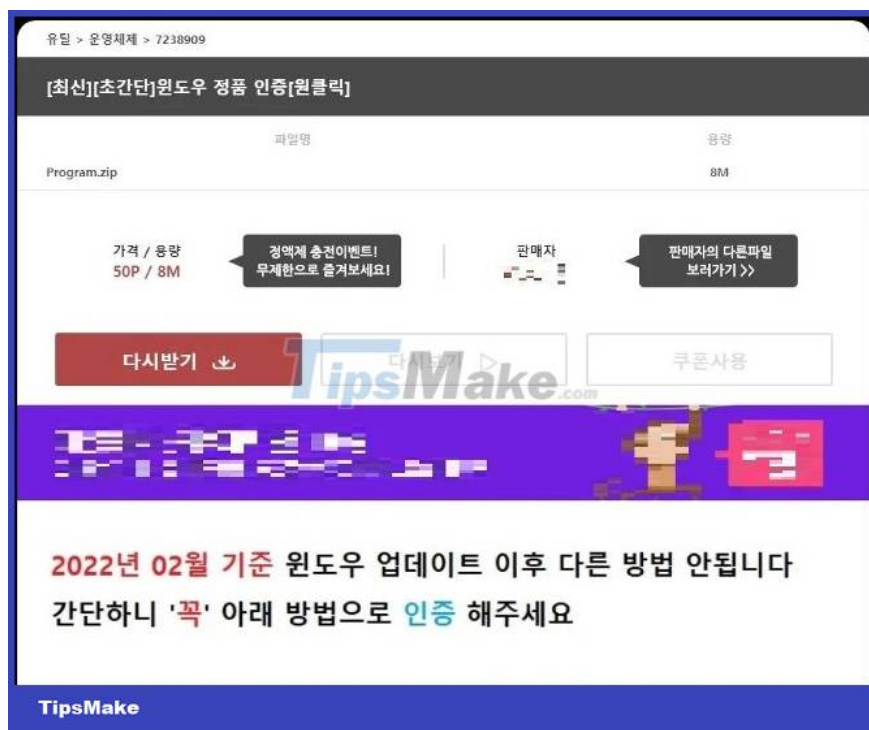 유틸 > 운영체제 > 7238909
[최신][초간단]윈도우 정품 인증[원클릭]
파일명 용량
Program.zip 8M
가격 / 용량 정액제 충전이벤트! 판매자 판매자의 다른파일
50P / 8M 무제한으로 즐겨보세요! 보러가기 >>
다시받기 다시보기 쿠폰사용
TipsMake.com
2022년 02월 기준 윈도우 업데이트 이후 다른 방법 안됩니다
간단하니 '꼭' 아래 방법으로 인증 해주세요
TipsMake